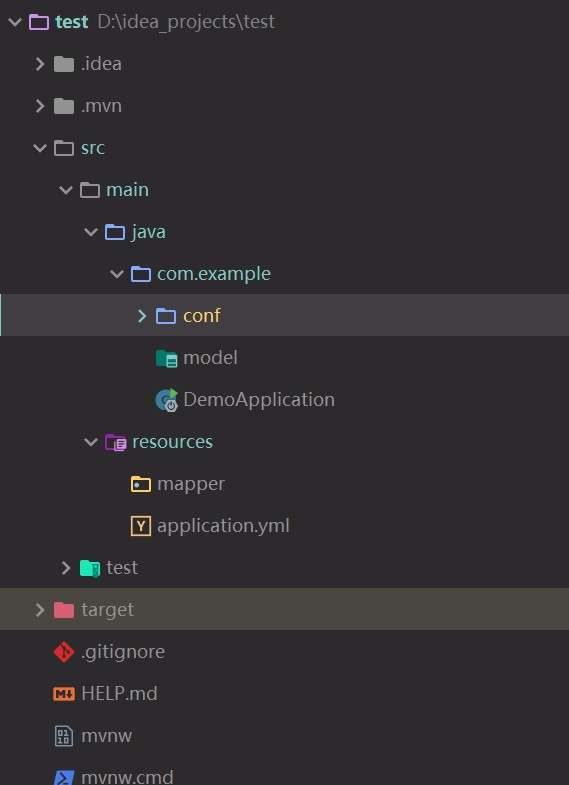 test D:\idea_projects\test
.idea
.mvn
src
main
java
com.example
conf
model
DemoApplication
resources
mapper
application.yml
test
target
.gitignore
HELP.md
mvnw
mvnw.cmd